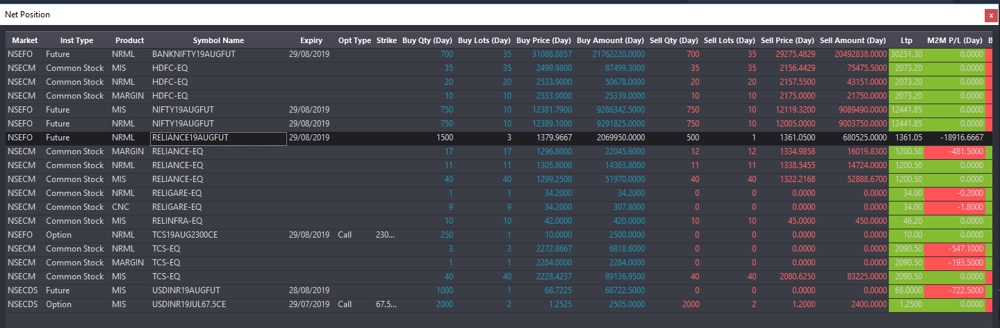 Net Position
x
Market Inst Type Product Symbol Name Expiry Opt Type Strike Buy Qty (Day) Buy Lots (Day) Buy Price (Day) Buy Amount (Day) Sell Qty (Day) Sell Lots (Day) Sell Price (Day) Sell Amount (Day) Ltp M2M P/L (Day) B
NSEFO Future NRML BANKNIFTY19AUGFUT 29/08/2019 700 35 31088.8857 21762220.0000 700 35 29275.4829 20492838.0000 30251.30 0.0000
NSECM Common Stock MIS HDFC-EQ 35 35 2499.9800 87499.3000 35 35 2156.4429 75475.5000 2073.20 0.0000
NSECM Common Stock NRML HDFC-EQ 20 20 2533.9000 50678.0000 20 20 2157.5500 43151.0000 2073.20 0.0000
NSECM Common Stock MARGIN HDFC-EQ 10 10 2533.9000 25339.0000 10 10 2175.0000 21750.0000 2073.20 0.0000
NSEFO Future MIS NIFTY19AUGFUT 29/08/2019 750 10 12381.7900 9286342.5000 750 10 12119.3200 9089490.0000 12441.85 0.0000
NSEFO Future NRML NIFTY19AUGFUT 29/08/2019 750 10 12389.1000 9291825.0000 750 10 12005.0000 9003750.0000 12441.85 0.0000
NSEFO Future NRML RELIANCE19AUGFUT 29/08/2019 1500 3 1379.9667 2069950.0000 500 1 1361.0500 680525.0000 1361.05 -18916.6667
NSECM Common Stock MARGIN RELIANCE-EQ 17 17 1296.8000 22045.6000 12 12 1334.9858 16019.8300 1200.50 -481.5000
NSECM Common Stock NRML RELIANCE-EQ 11 11 1305.8000 14363.8000 11 11 1338.5455 14724.0000 1200.50 0.0000
NSECM Common Stock MIS RELIANCE-EQ 40 40 1299.2500 51970.0000 40 40 1322.2168 52888.6700 1200.50 0.0000
NSECM Common Stock NRML RELIGARE-EQ 1 1 34.2000 34.2000 0 0 0.0000 0.0000 34.00 -0.2000
NSECM Common Stock CNC RELIGARE-EQ 9 9 34.2000 307.8000 0 0 0.0000 0.0000 34.00 -1.8000
NSECM Common Stock MIS RELINFRA-EQ 10 10 42.0000 420.0000 10 10 45.0000 450.0000 46.20 0.0000
NSEFO Option NRML TCS19AUG2300CE 29/08/2019 Call 230... 250 1 10.0000 2500.0000 0 0 0.0000 0.0000 10.00 0.0000
NSECM Common Stock NRML TCS-EQ 3 3 2272.8667 6818.6000 0 0 0.0000 0.0000 2090.50 -547.1000
NSECM Common Stock MARGIN TCS-EQ 1 1 2284.0000 2284.0000 0 0 0.0000 0.0000 2090.50 -193.5000
NSECM Common Stock MIS TCS-EQ 40 40 2228.4237 89136.9500 40 40 2080.6250 83225.0000 2090.50 0.0000
NSECDS Future MIS USDINR19AUGFUT 28/08/2019 1000 1 68.7225 68722.5000 0 0 0.0000 0.0000 68.0000 -722.5000
NSECDS Option MIS USDINR19JUL67.5CE 29/07/2019 Call 67.5... 2000 2 1.2525 2505.0000 2000 2 1.2000 2400.0000 1.2500 0.0000